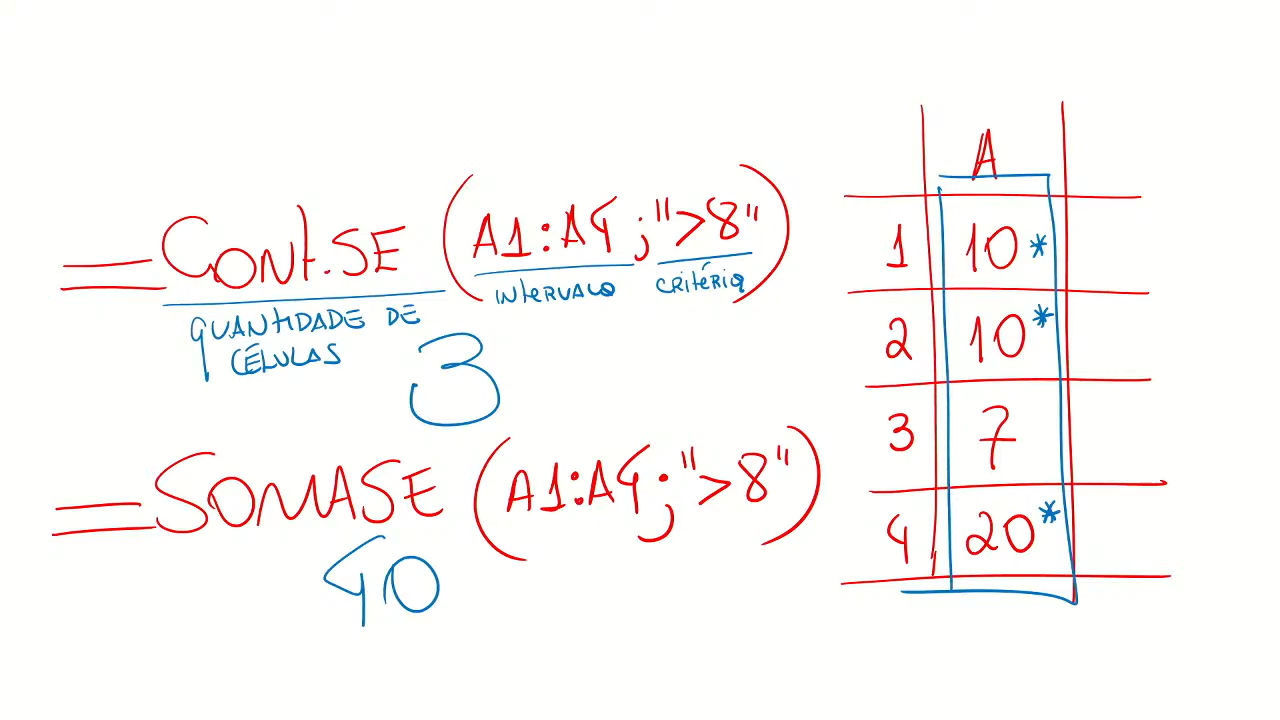 =CONT.SE (A1:A4;">8")
QUANTIDADE DE CÉLULAS
INTERVALO
CRITÉRIO
3
=SOMASE (A1:A4;">8")
40
A
1 10*
2 10*
3 7
4 20*